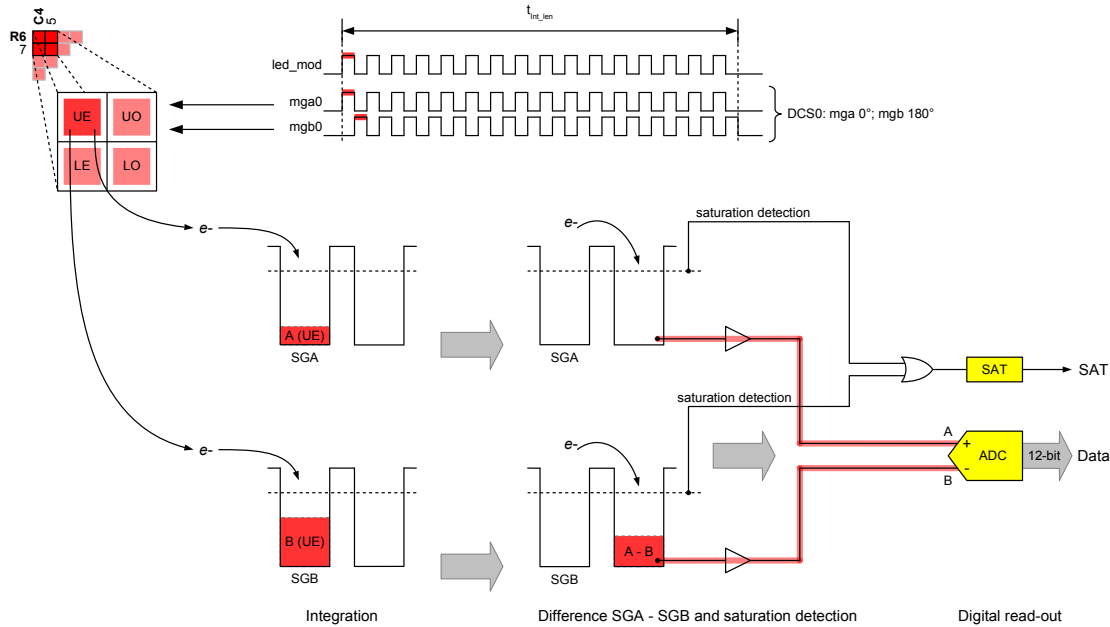 C4
5
R6
7
t_int_len
led_mod
mga0
mgb0
DCS0: mga 0°; mgb 180°
UE
UO
LE
LO
e-
e-
saturation detection
A (UE)
SGA
SGA
SAT
SAT
saturation detection
e-
e-
A
+
ADC
12-bit
Data
-
B
B (UE)
A - B
SGB
SGB
Integration
Difference SGA - SGB and saturation detection
Digital read-out